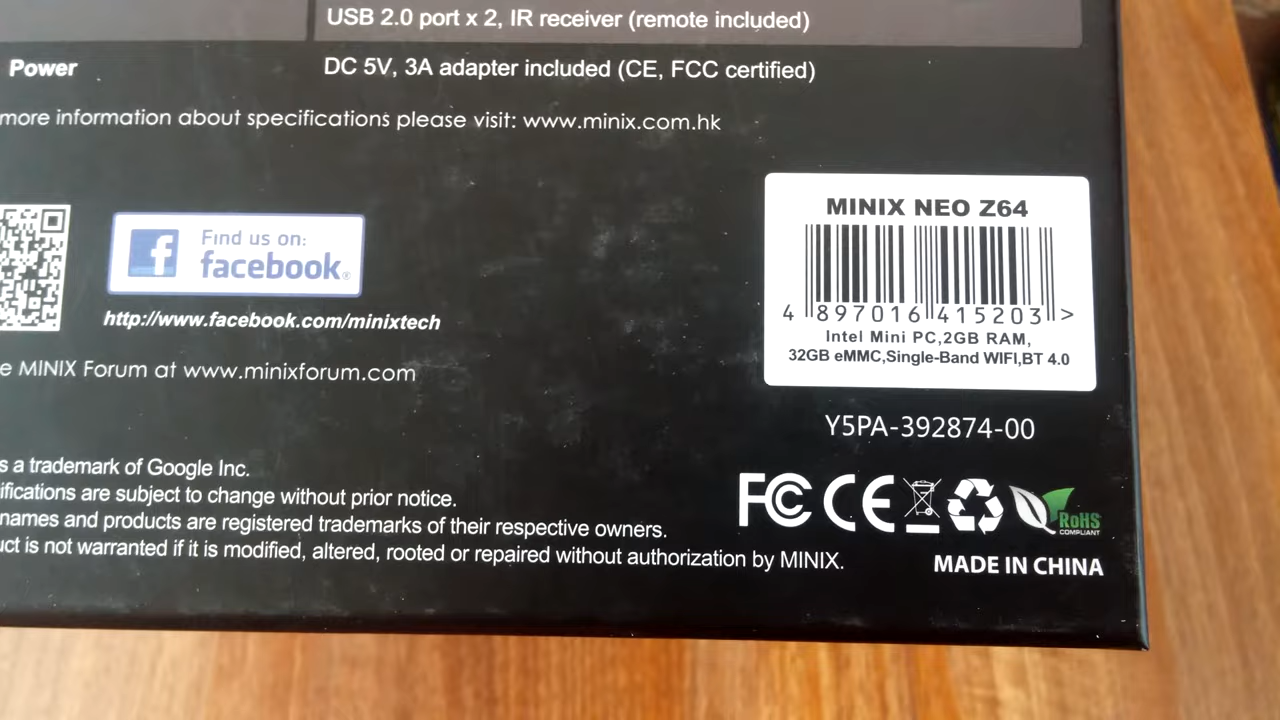 USB 2.0 port x 2, IR receiver (remote included)
Power DC 5V, 3A adapter included (CE, FCC certified)
more information about specifications please visit: www.minix.com.hk
MINIX NEO Z64
4 897016 415203 >
Intel Mini PC,2GB RAM,
32GB eMMC,Single-Band WIFI,BT 4.0
f Find us on:
facebook®
http://www.facebook.com/minixtech
e MINIX Forum at www.minixforum.com
Y5PA-392874-00
s a trademark of Google Inc.
ifications are subject to change without prior notice.
names and products are registered trademarks of their respective owners.
uct is not warranted if it is modified, altered, rooted or repaired without authorization by MINIX.
FC CE RoHS
COMPLIANT
MADE IN CHINA